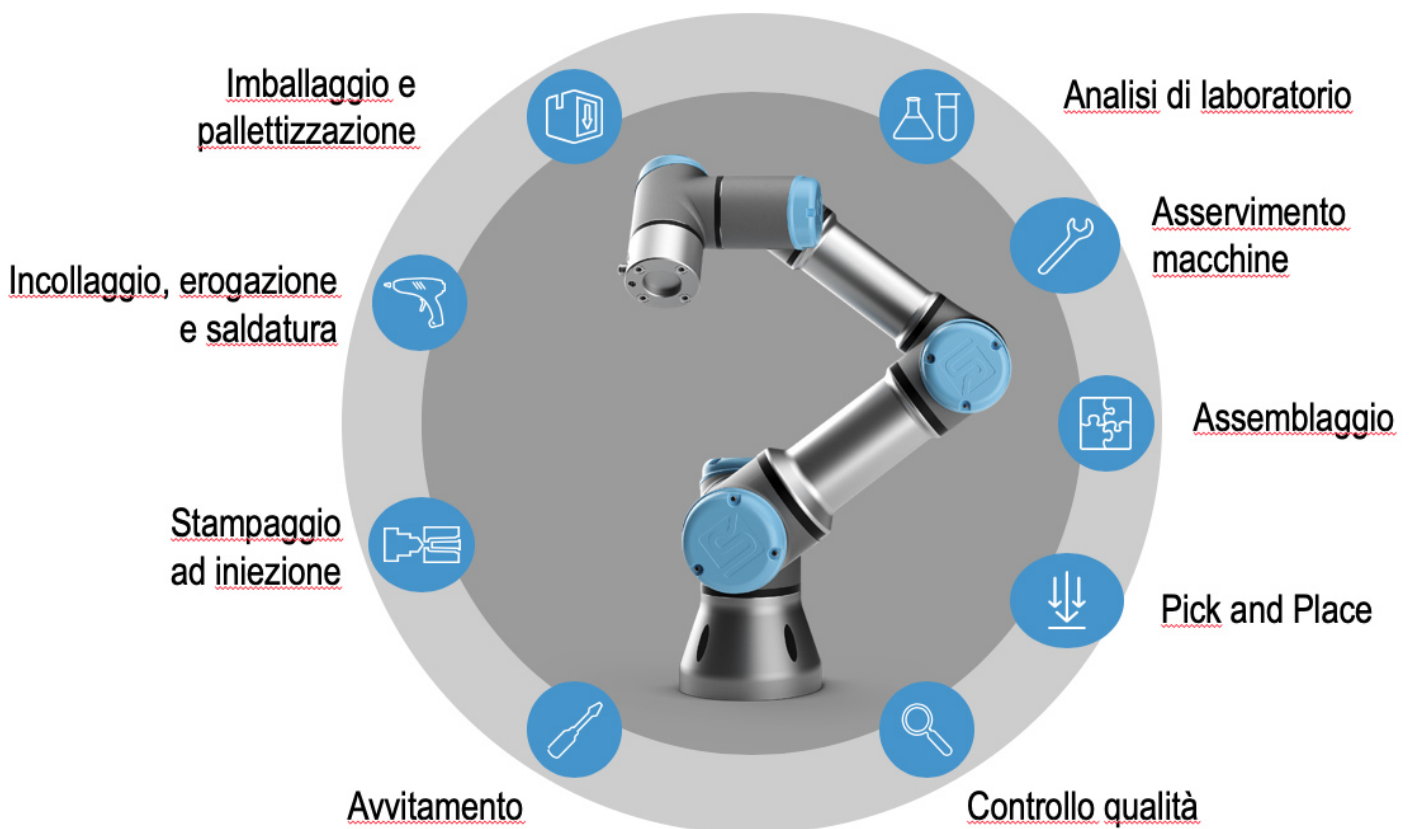 Imballaggio e
pallettizzazione
Analisi di laboratorio
Asservimento
macchine
Incollaggio, erogazione
e saldatura
Assemblaggio
Stampaggio
ad iniezione
Pick and Place
Avvitamento
Controllo qualità